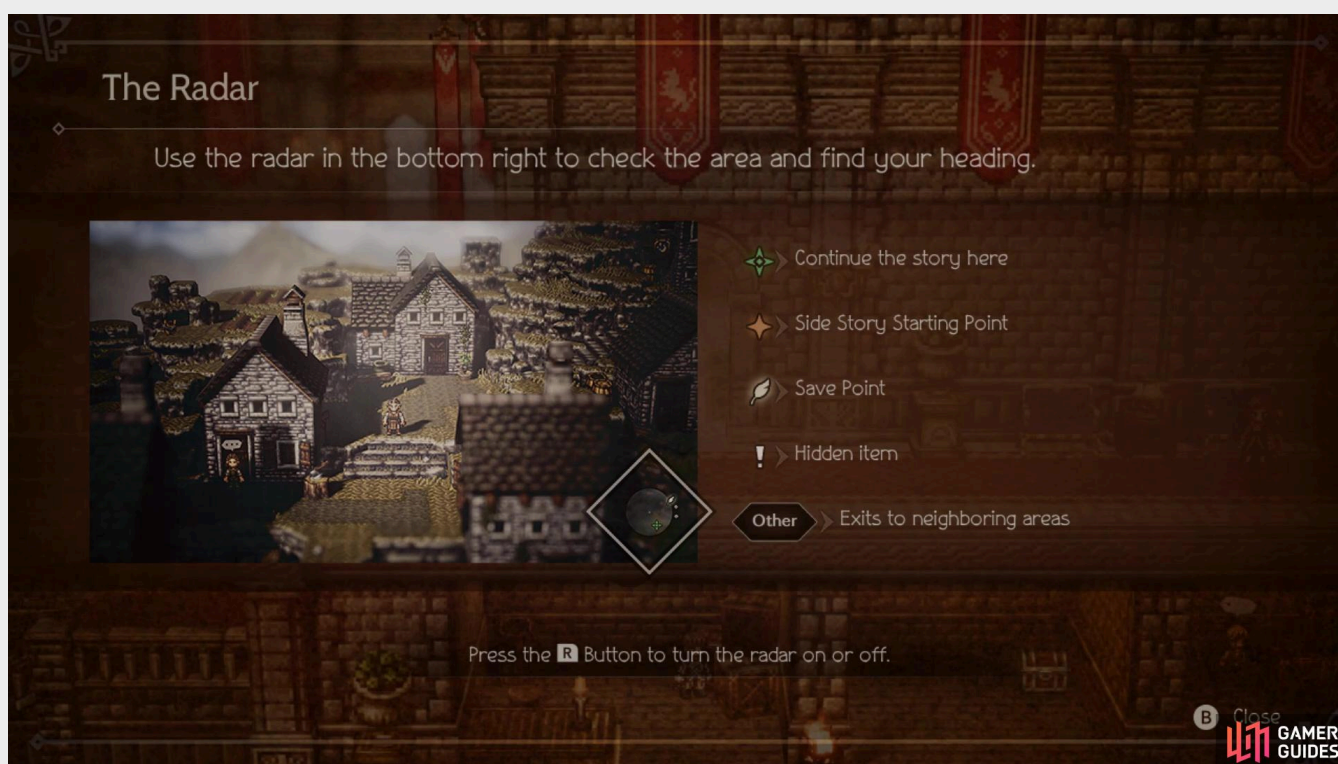 The Radar
Use the radar in the bottom right to check the area and find your heading.
Continue the story here
Side Story Starting Point
Save Point
Hidden item
Other Exits to neighboring areas
Press the R Button to turn the radar on or off.
B Close
GAMER
GUIDES